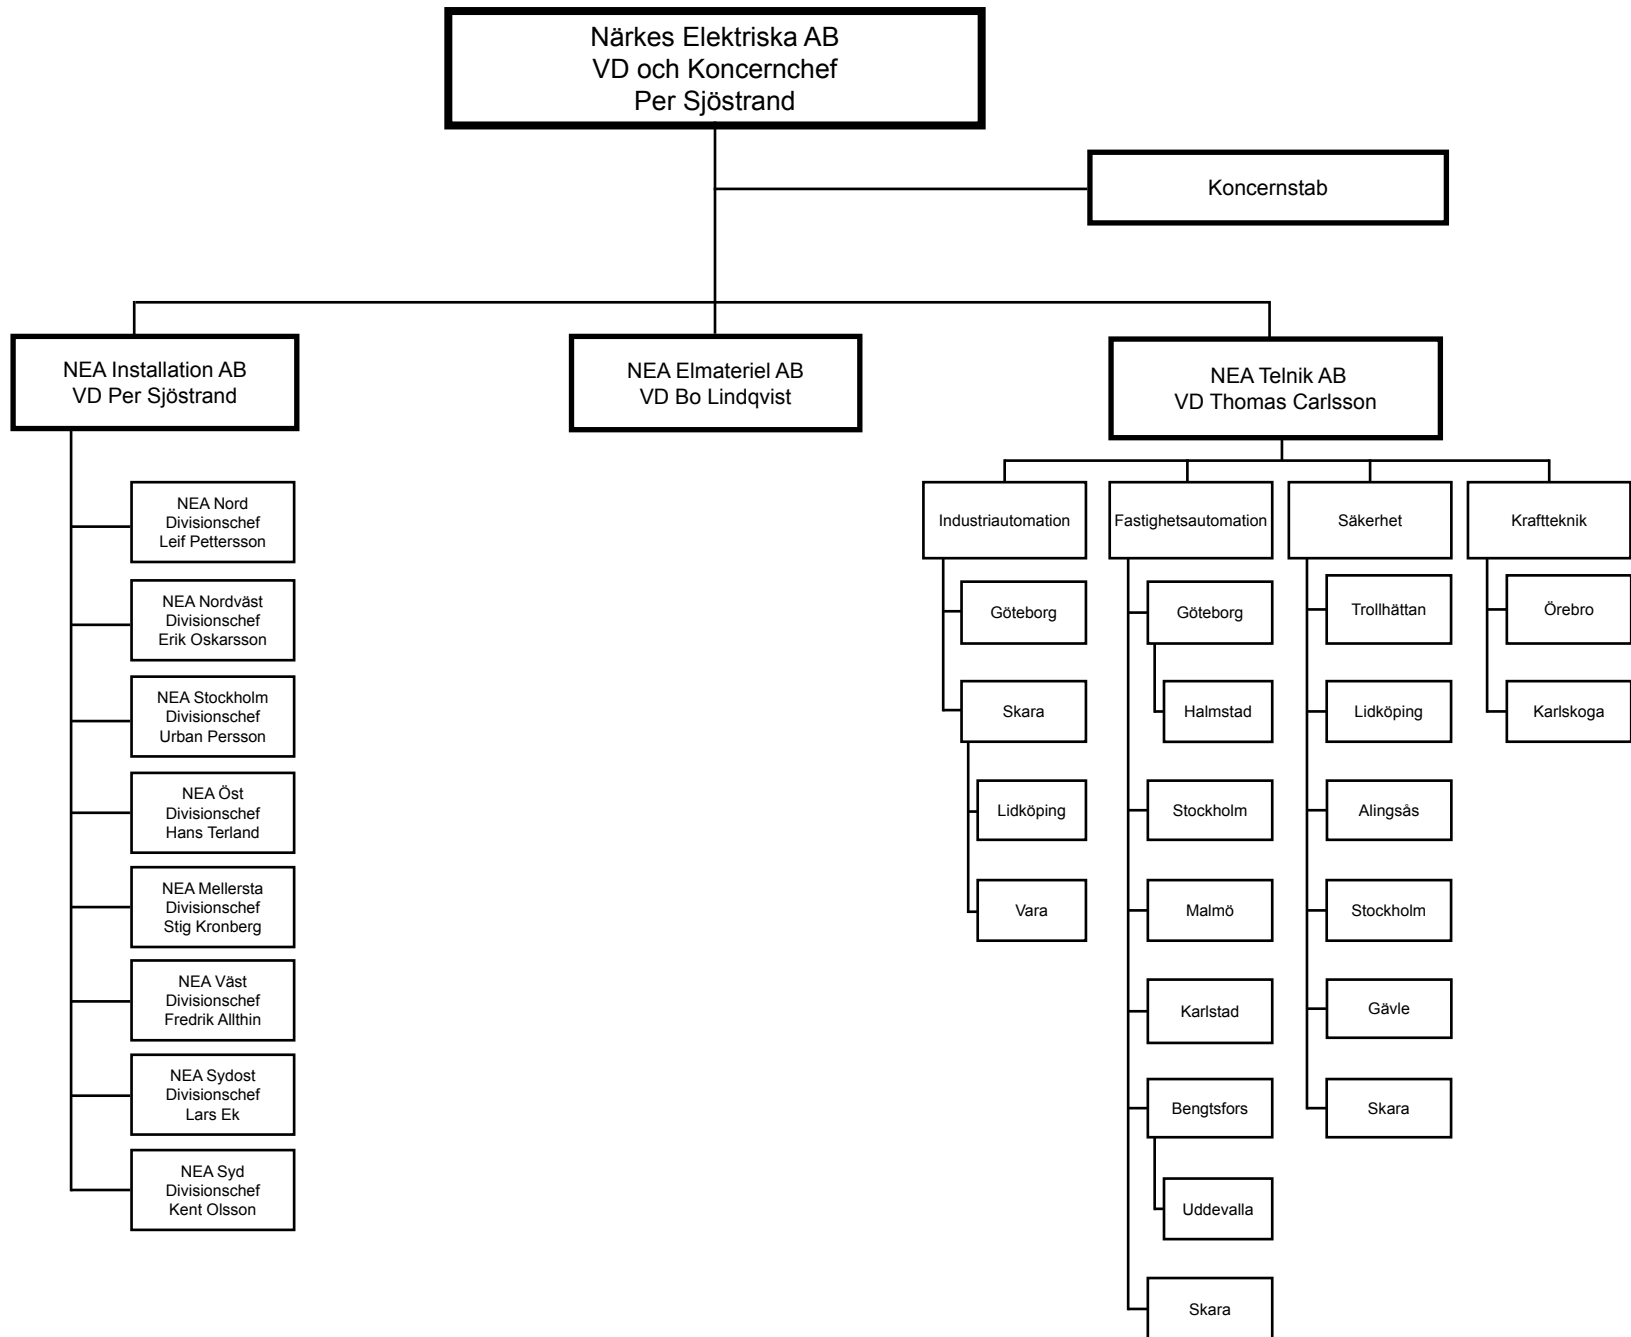 Närkes Elektriska AB
VD och Koncernchef
Per Sjöstrand
Koncernstab
NEA Installation AB
VD Per Sjöstrand
NEA Elmateriel AB
VD Bo Lindqvist
NEA Telnik AB
VD Thomas Carlsson
NEA Nord
Divisionschef
Leif Pettersson
NEA Nordväst
Divisionschef
Erik Oskarsson
NEA Stockholm
Divisionschef
Urban Persson
NEA Öst
Divisionschef
Hans Terland
NEA Mellersta
Divisionschef
Stig Kronberg
NEA Väst
Divisionschef
Fredrik Allthin
NEA Sydost
Divisionschef
Lars Ek
NEA Syd
Divisionschef
Kent Olsson
Industriautomation
Göteborg
Skara
Lidköping
Vara
Fastighetsautomation
Göteborg
Halmstad
Stockholm
Malmö
Karlstad
Bengtsfors
Uddevalla
Skara
Säkerhet
Trollhättan
Lidköping
Alingsås
Stockholm
Gävle
Skara
Kraftteknik
Örebro
Karlskoga